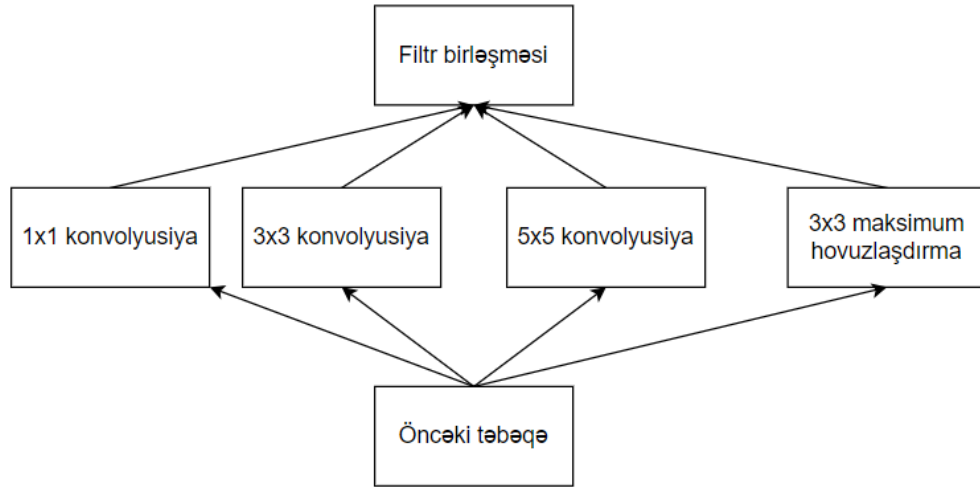 Filtr birləşməsi
1x1 konvolyusiya
3x3 konvolyusiya
5x5 konvolyusiya
3x3 maksimum
hovuzlaşdırma
Öncəki təbəqə